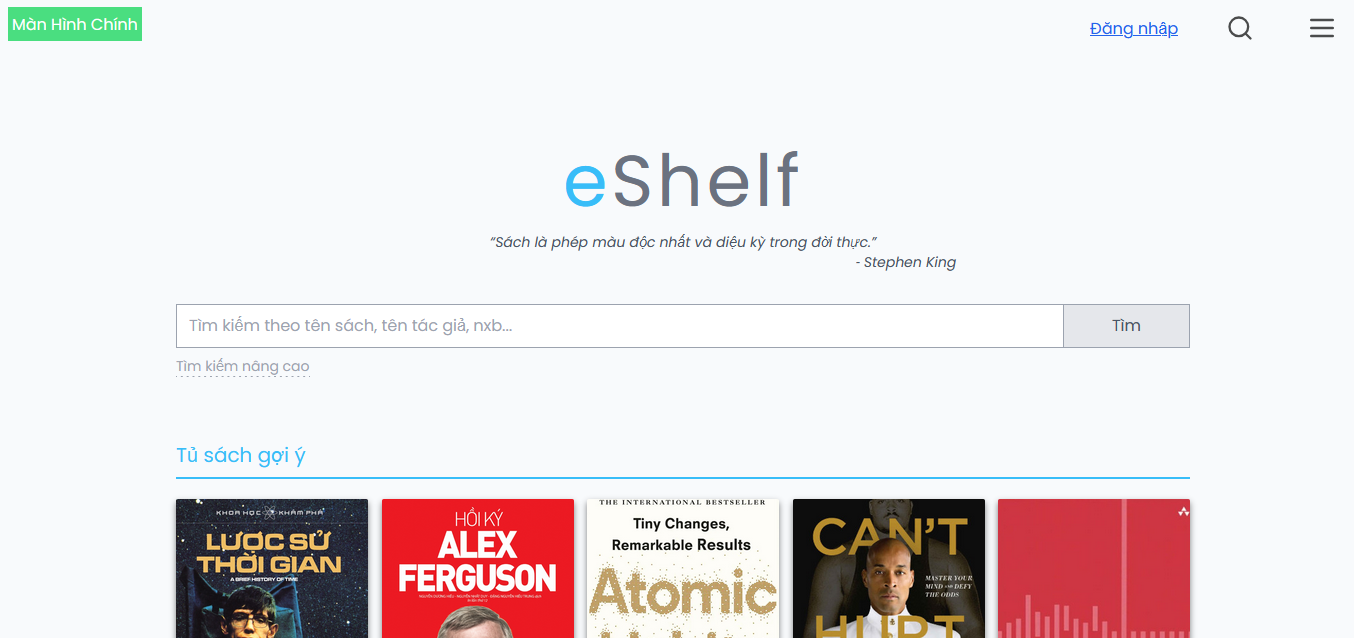 Màn Hình Chính
Đăng nhâp
eShelf
“Sách là phép màu độc nhất và diệu kỳ trong đời thực.”
- Stephen King
Tìm kiếm theo tên sách, tên tác giả, nxb...
Tìm
Tìm kiếm nâng cao
Tủ sách gợi ý
KHOA HỌC KHÁM PHÁ
LƯỢC SỬ
THỜI GIAN
A BRIEF HISTORY OF TIME
HỒI KÝ
ALEX
FERGUSON
THE INTERNATIONAL BESTSELLER
Tiny Changes,
Remarkable Results
Atomic
CAN'T
MASTER YOUR
MIND AND DEFY
THE ODDS
HURT